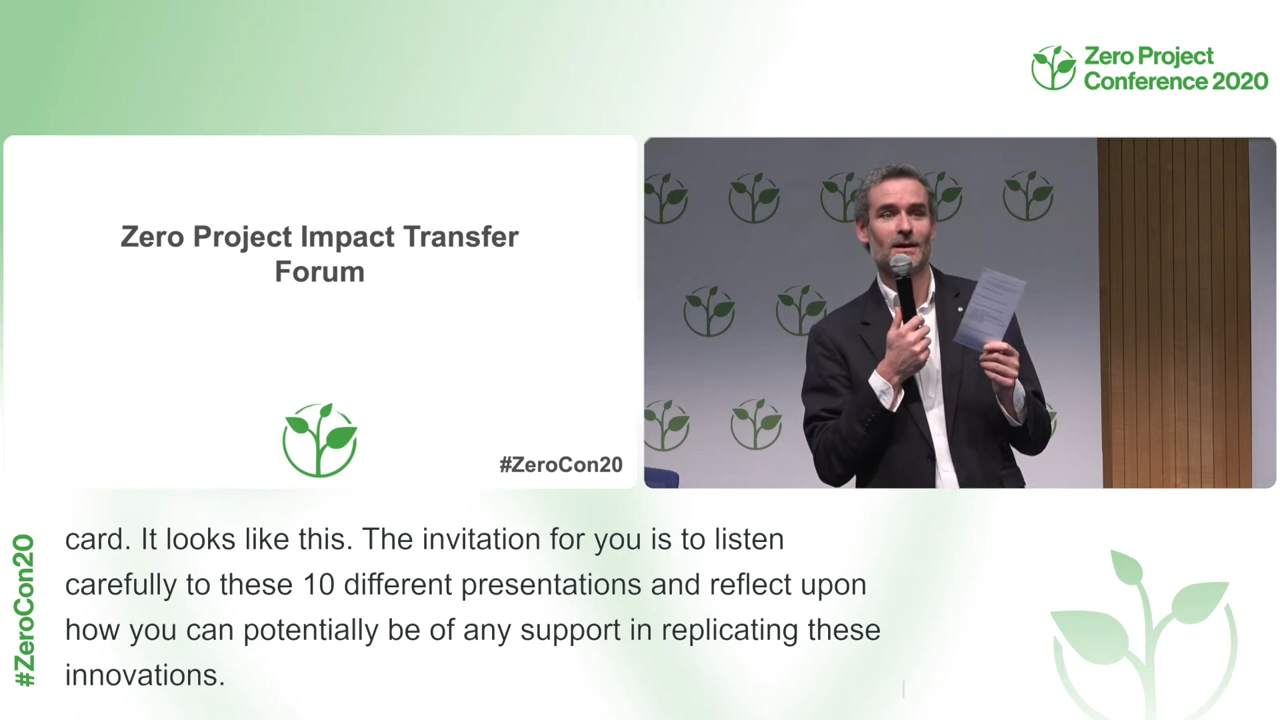 Zero Project
Conference 2020
Zero Project Impact Transfer
Forum
#ZeroCon20
#ZeroCon20
card. It looks like this. The invitation for you is to listen
carefully to these 10 different presentations and reflect upon
how you can potentially be of any support in replicating these
innovations.